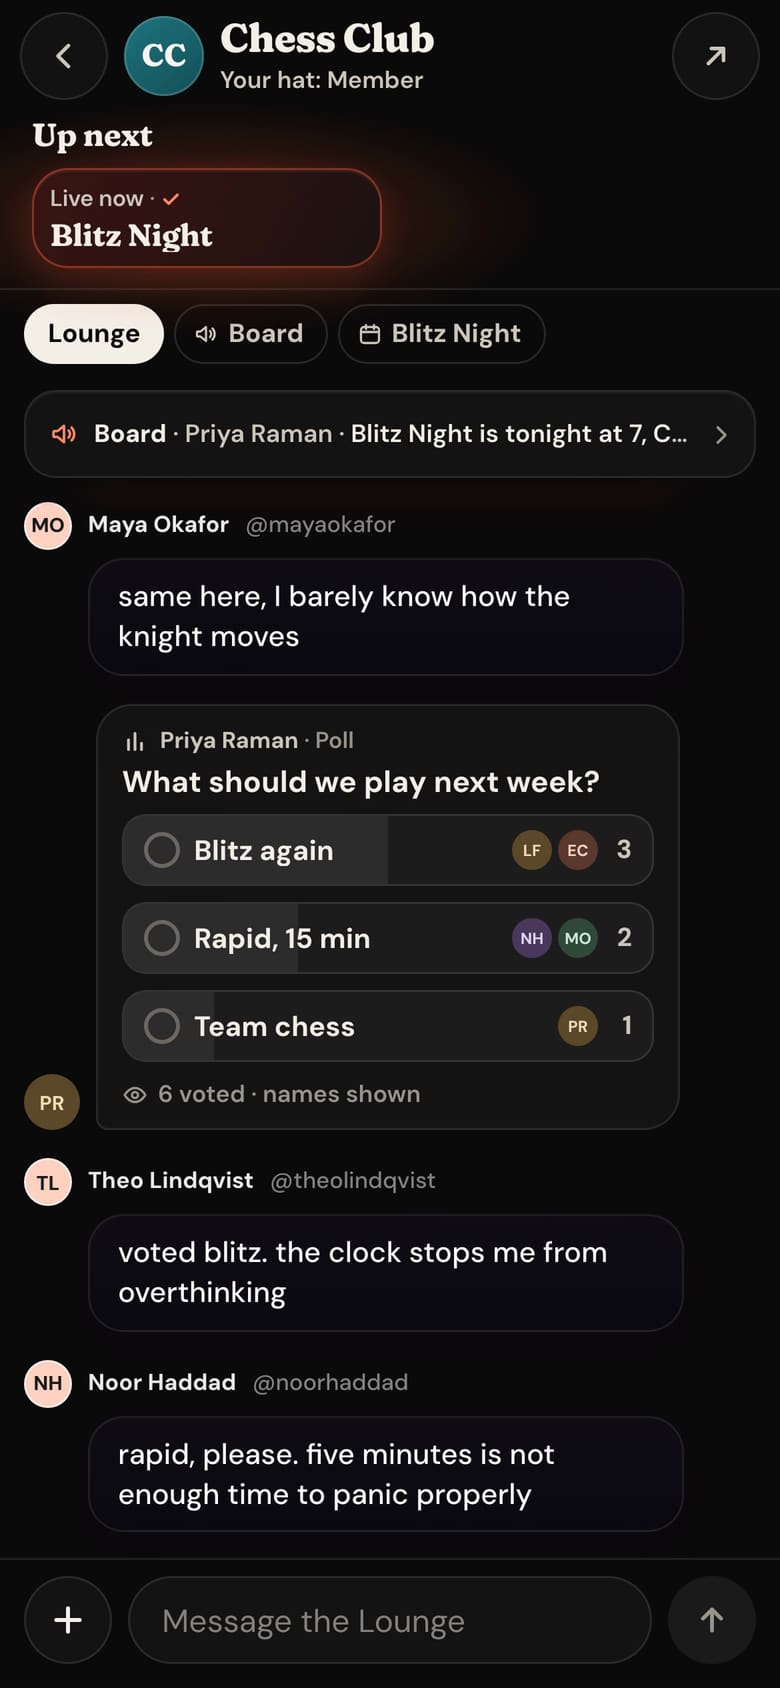 CC
Chess Club
Your hat: Member
Up next
Live now ·
Blitz Night
Lounge
Board
Blitz Night
Board · Priya Raman · Blitz Night is tonight at 7, C...
MO
Maya Okafor @mayaokafor
same here, I barely know how the
knight moves
Priya Raman · Poll
What should we play next week?
Blitz again LF EC 3
Rapid, 15 min NH MO 2
Team chess PR 1
6 voted · names shown
PR
TL
Theo Lindqvist @theolindqvist
voted blitz. the clock stops me from
overthinking
NH
Noor Haddad @noorhaddad
rapid, please. five minutes is not
enough time to panic properly
Message the Lounge